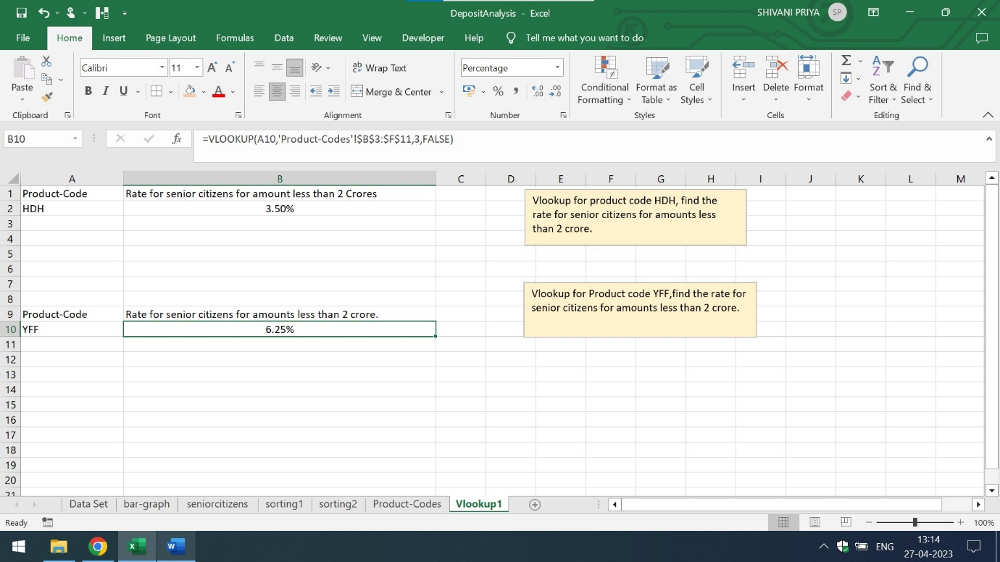 DepositAnalysis - Excel
SHIVANI PRIYA SP
File Home Insert Page Layout Formulas Data Review View Developer Help Tell me what you want to do
Calibri 11 A A
ab Wrap Text
Percentage
Paste
B I U A
Merge & Center
% , .0 .00 .00 .0
Conditional Formatting
Format as Table
Cell Styles
Insert Delete Format
Σ
A Z
Sort & Filter
Find & Select
Clipboard Font Alignment Number Styles Cells Editing
B10 fx =VLOOKUP(A10,'Product-Codes'!$B$3:$F$11,3,FALSE)
A B C D E F G H I J K L M
1 Product-Code Rate for senior citizens for amount less than 2 Crores
2 HDH 3.50%
Vlookup for product code HDH, find the
rate for senior citizens for amounts less
than 2 crore.
3
4
5
6
7
8
Vlookup for Product code YFF,find the rate for
senior citizens for amounts less than 2 crore.
9 Product-Code Rate for senior citizens for amounts less than 2 crore.
10 YFF 6.25%
11
12
13
14
15
16
17
18
19
20
21
Data Set bar-graph seniorcitizens sorting1 sorting2 Product-Codes Vlookup1
Ready 100%
X W ENG 13:14
27-04-2023